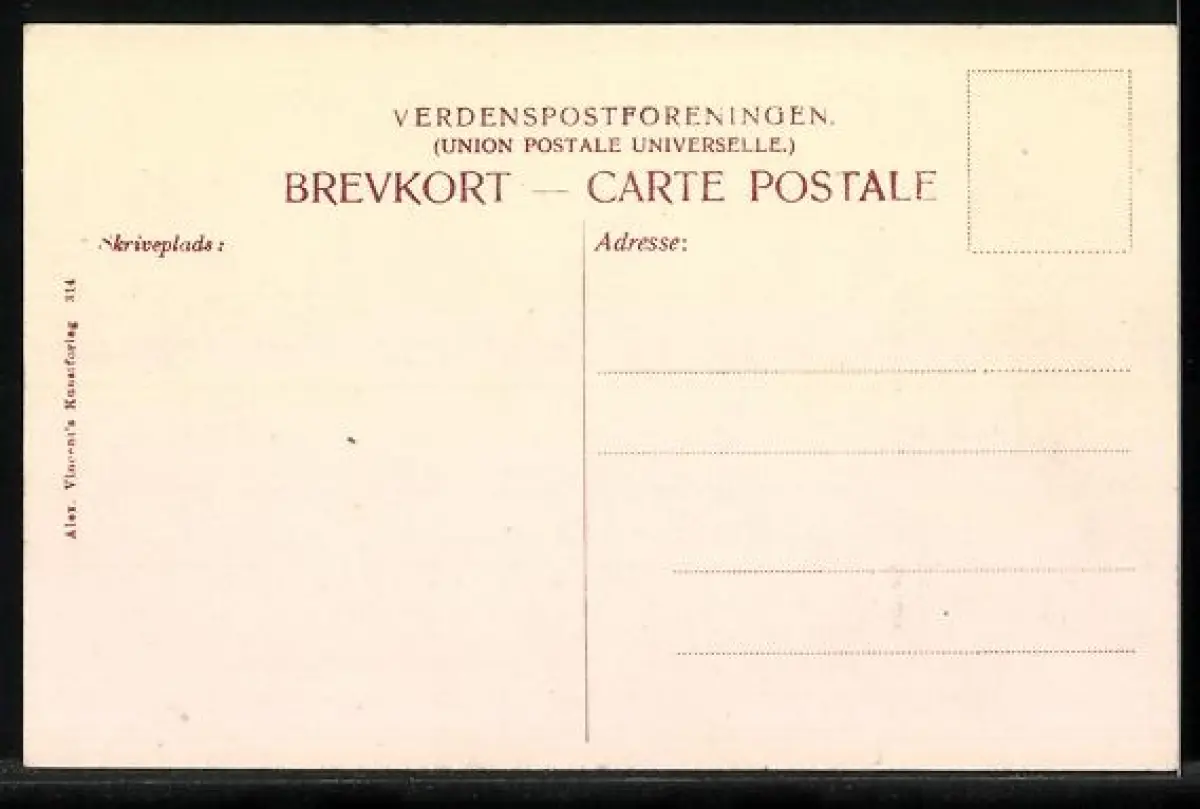 VERDENSPOSTFORENINGEN.
(UNION POSTALE UNIVERSELLE.)
BREVKORT — CARTE POSTALE
Skriveplads:
Adresse:
Alex. Vincent's Kunstforlag 314